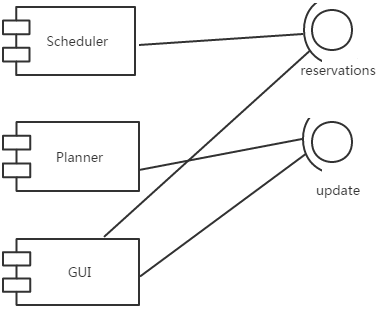 Scheduler
reservations
Planner
update
GUI